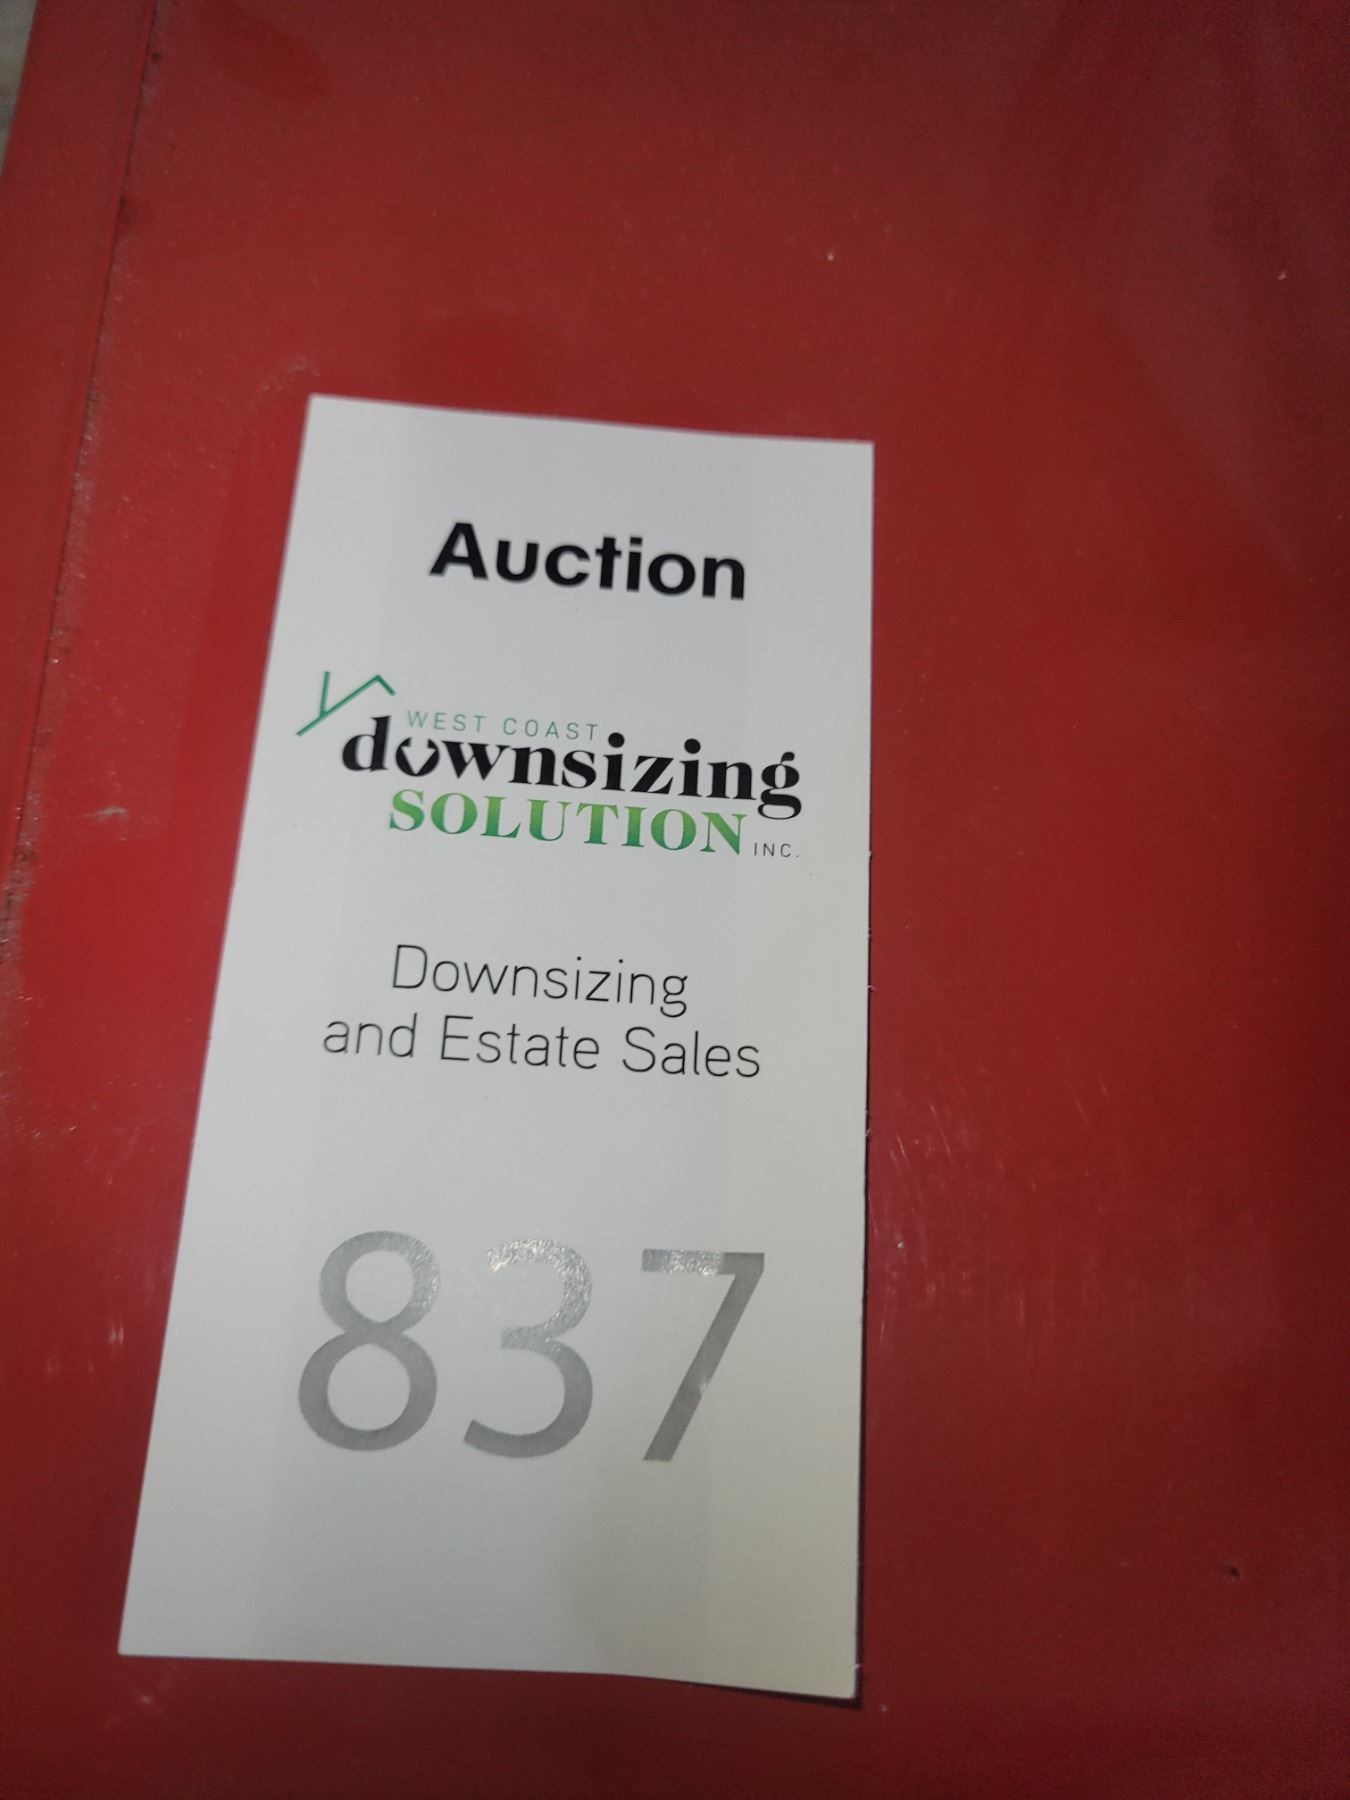 Auction
WEST COAST
downsizing
SOLUTION INC.
Downsizing
and Estate Sales
837